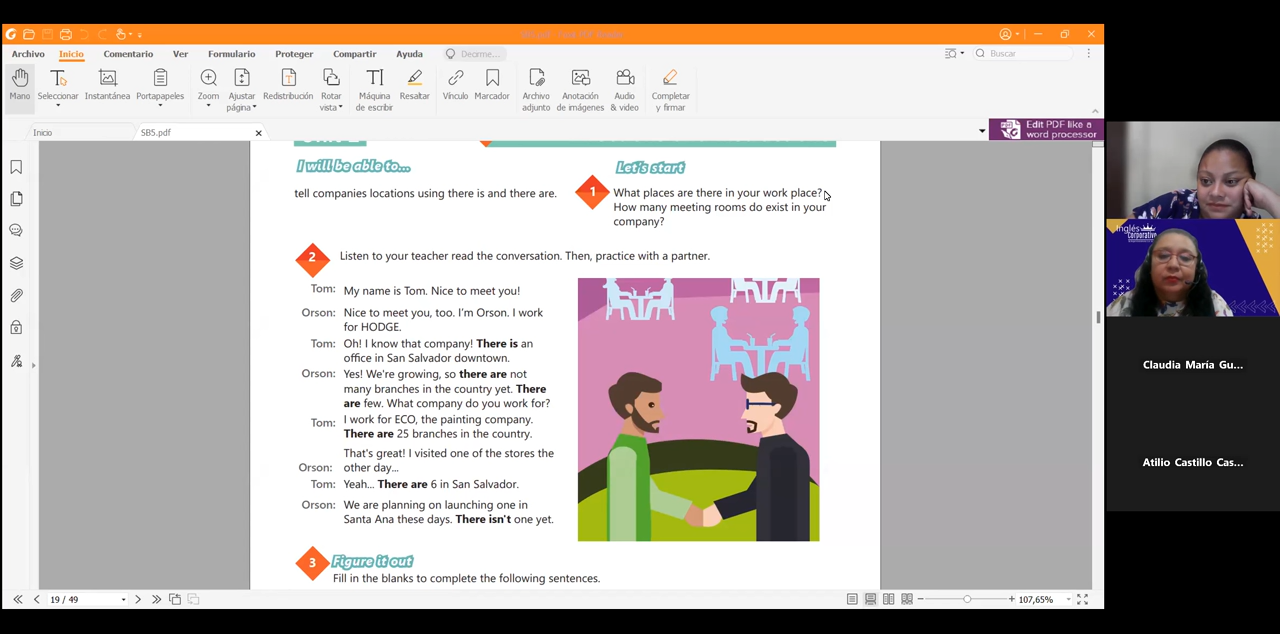 Archivo Inicio Comentario Ver Formulario Proteger Compartir Ayuda Decirme... Buscar
Mano Seleccionar Instantánea Portapapeles Zoom Ajustar página Redistribución Rotar vista Máquina de escribir Resaltar Vínculo Marcador Archivo adjunto Anotación de imágenes Audio & video Completar y firmar
Inicio SBS.pdf Edit PDF like a
word processor
I will be able to...
tell companies locations using there is and there are.
Let's start
1 What places are there in your work place?
How many meeting rooms do exist in your
company?
2 Listen to your teacher read the conversation. Then, practice with a partner.
Tom: My name is Tom. Nice to meet you!
Orson: Nice to meet you, too. I'm Orson. I work
for HODGE.
Tom: Oh! I know that company! There is an
office in San Salvador downtown.
Orson: Yes! We're growing, so there are not
many branches in the country yet. There
are few. What company do you work for?
Tom: I work for ECO, the painting company.
There are 25 branches in the country.
That's great! I visited one of the stores the
Orson: other day...
Tom: Yeah... There are 6 in San Salvador.
Orson: We are planning on launching one in
Santa Ana these days. There isn't one yet.
3 Figure it out
Fill in the blanks to complete the following sentences.
19 / 49 107,65%
Inglés
Corporativo
Claudia María Gu...
Atilio Castillo Cas...